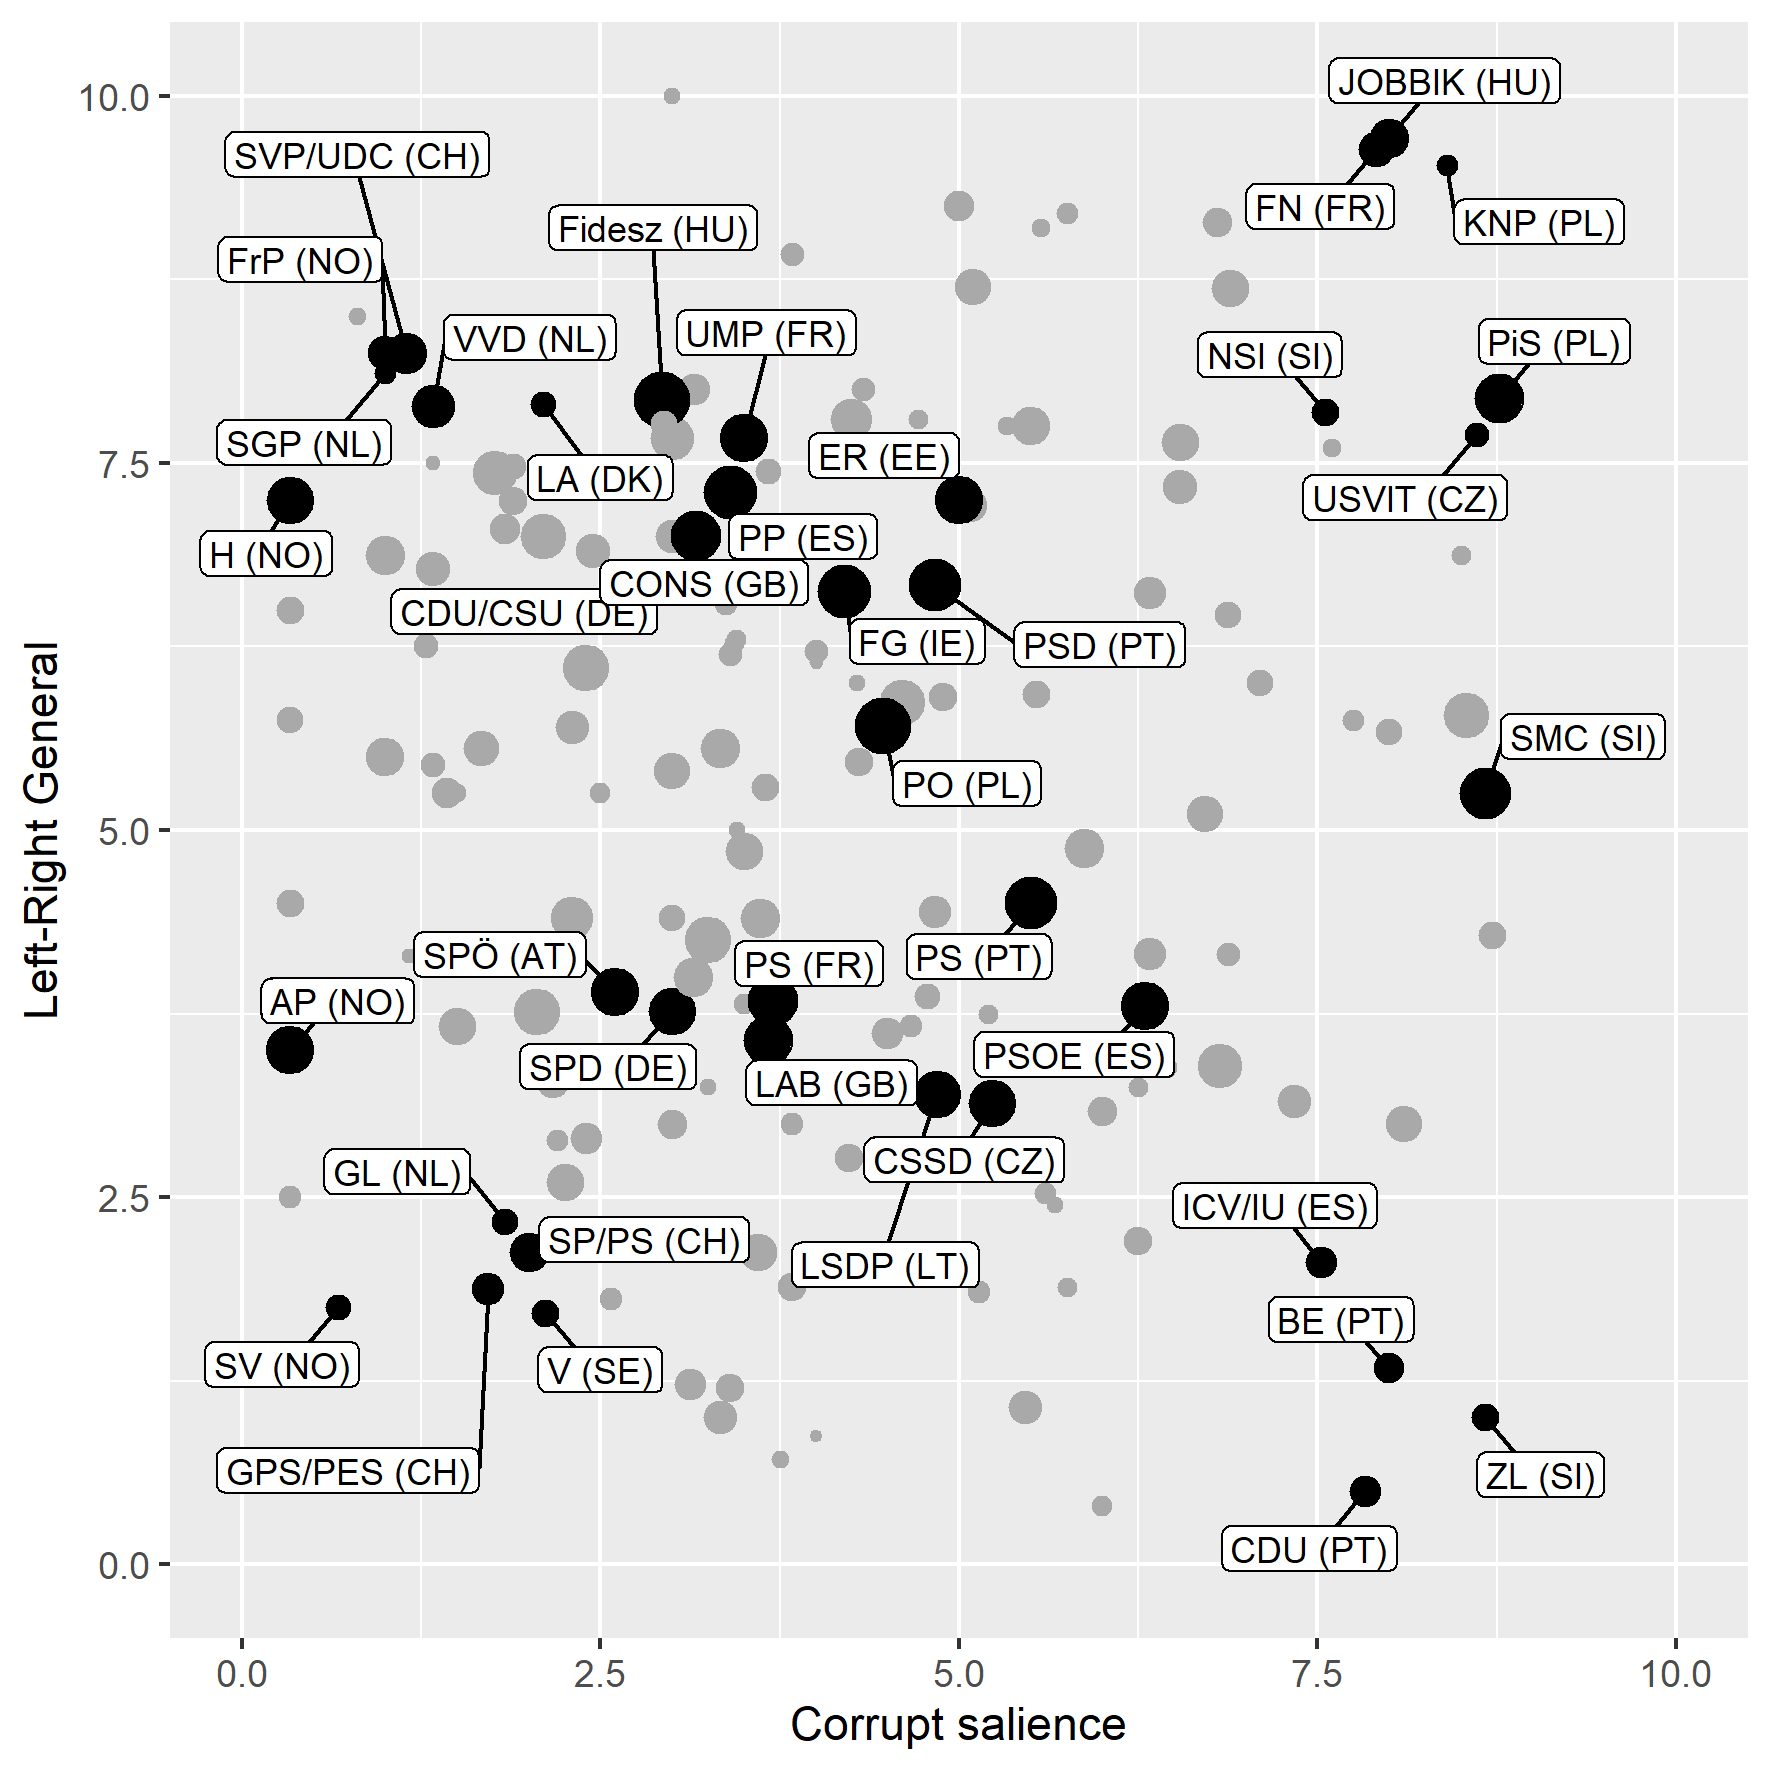 JOBBIK (HU)
10.0
SVP/UDC (CH)
FN (FR)
KNP (PL)
Fidesz (HU)
FrP (NO)
UMP (FR)
VVD (NL)
PiS (PL)
NSI (SI)
SGP (NL)
ER (EE)
7.5
LA (DK)
USVIT (CZ)
PP (ES)
H (NO)
CONS (GB)
CDU/CSU (DE)
FG (IE)
PSD (PT)
SMC (SI)
PO (PL)
Left-Right General
5.0
SPÖ (AT)
PS (PT)
PS (FR)
AP (NO)
PSOE (ES)
SPD (DE)
LAB (GB)
CSSD (CZ)
GL (NL)
2.5
ICV/IU (ES)
SP/PS (CH)
LSDP (LT)
BE (PT)
SV (NO)
V (SE)
GPS/PES (CH)
ZL (SI)
CDU (PT)
0.0
0.0 2.5 5.0 7.5 10.0
Corrupt salience